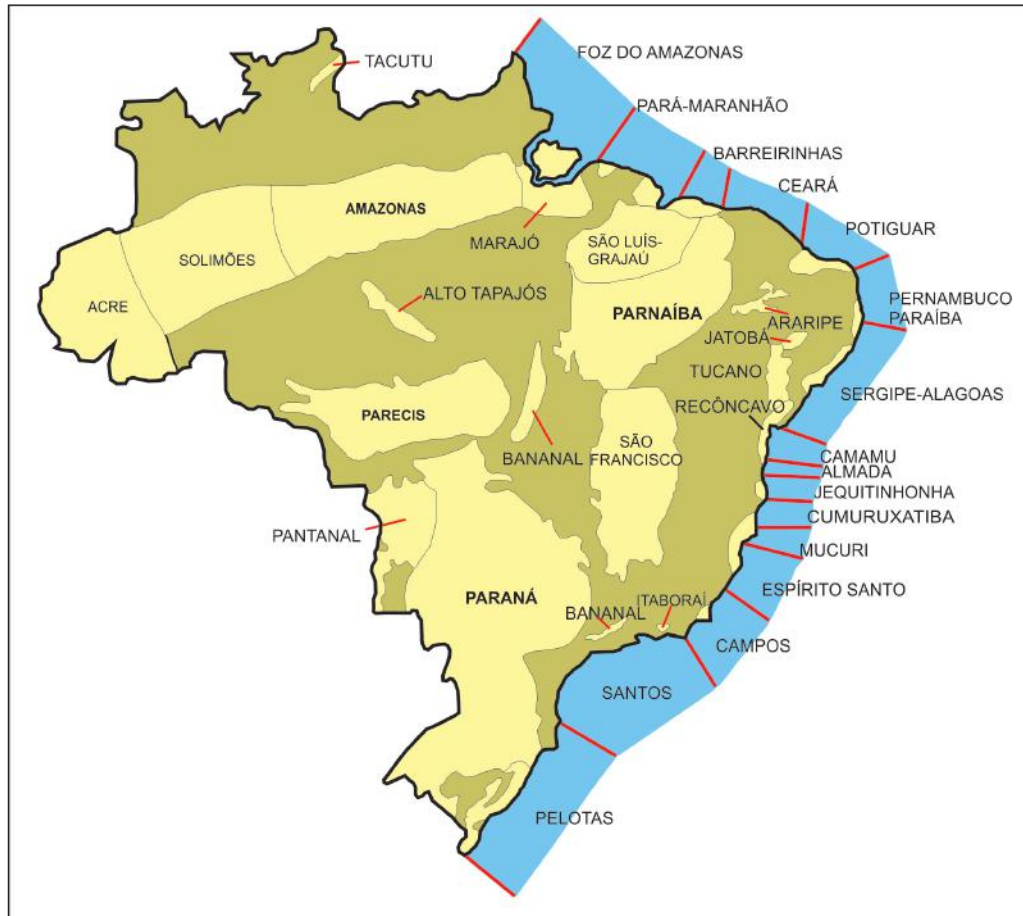 TACUTU
FOZ DO AMAZONAS
PARÁ-MARANHÃO
BARREIRINHAS
CEARÁ
POTIGUAR
AMAZONAS
MARAJÓ
SÃO LUÍS-
GRAJAÚ
SOLIMÕES
ACRE
ALTO TAPAJÓS
PARNAÍBA
PERNAMBUCO
PARAÍBA
ARARIPE
JATOBÁ
TUCANO
SERGIPE-ALAGOAS
RECÔNCAVO
PARECIS
BANANAL
SÃO
FRANCISCO
CAMAMU
ALMADA
JEQUITINHONHA
CUMURUXATIBA
PANTANAL
MUCURI
ESPÍRITO SANTO
PARANÁ
BANANAL
ITABORAÍ
CAMPOS
SANTOS
PELOTAS